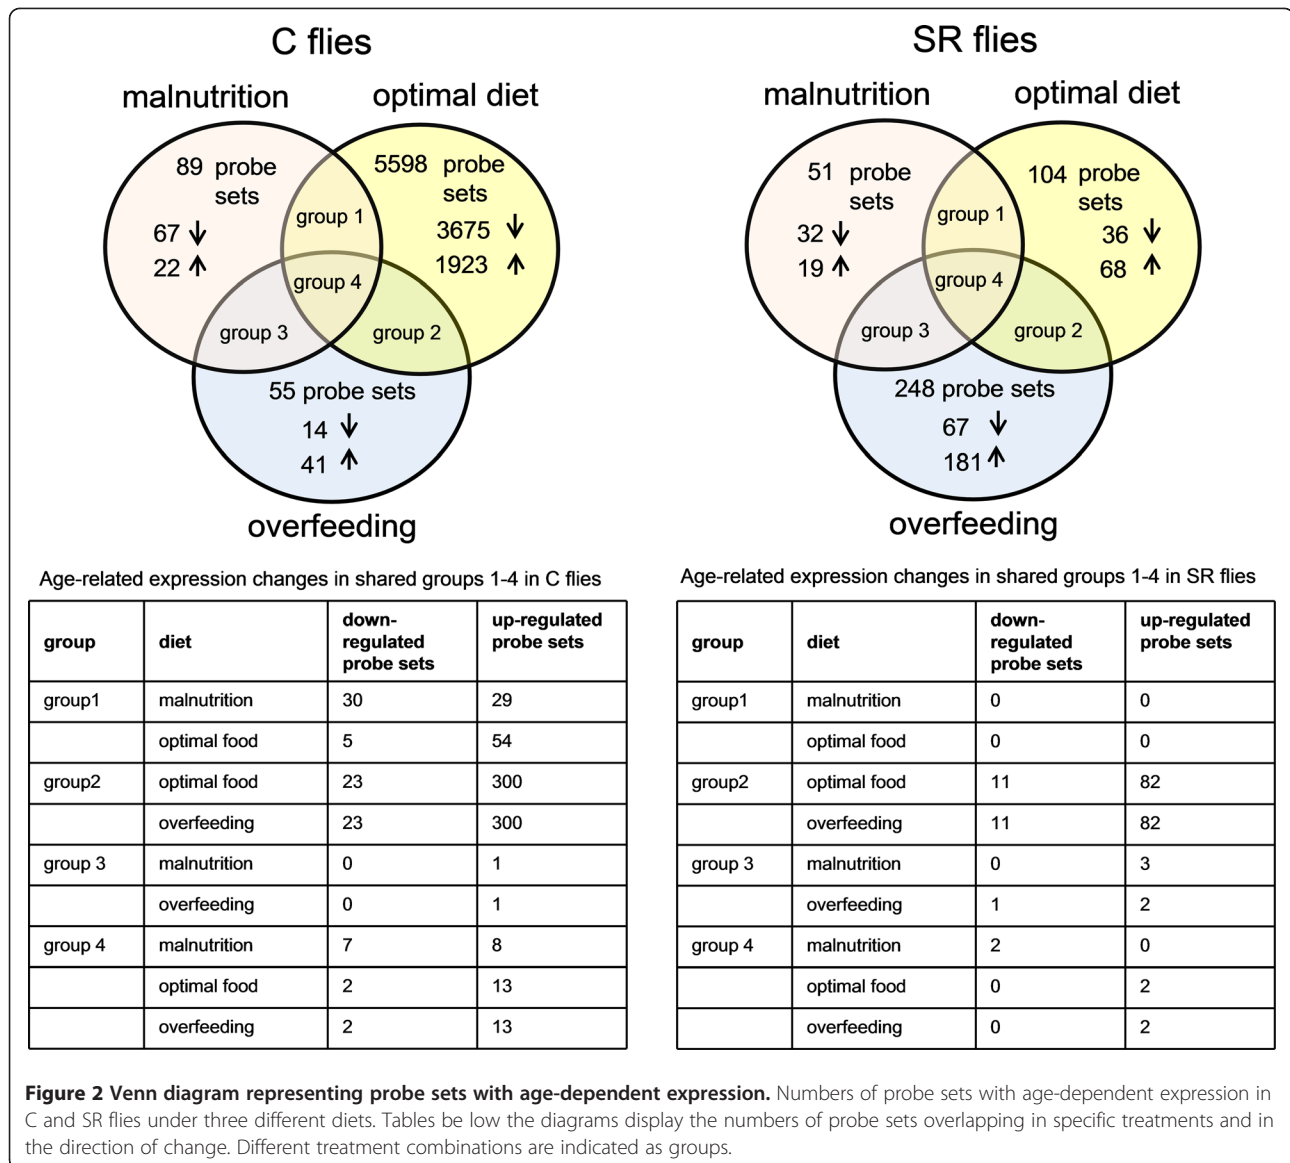 C flies
SR flies
malnutrition
optimal diet
malnutrition
optimal diet
89 probe
sets
67 ↓
22 ↑
5598 probe
sets
3675 ↓
1923 ↑
group 1
group 4
group 3
group 2
55 probe sets
14 ↓
41 ↑
overfeeding
51 probe
sets
32 ↓
19 ↑
104 probe
sets
36 ↓
68 ↑
group 1
group 4
group 3
group 2
248 probe sets
67 ↓
181 ↑
overfeeding
Age-related expression changes in shared groups 1-4 in C flies
group diet down-regulated probe sets up-regulated probe sets
group1 malnutrition 30 29
optimal food 5 54
group2 optimal food 23 300
overfeeding 23 300
group 3 malnutrition 0 1
overfeeding 0 1
group 4 malnutrition 7 8
optimal food 2 13
overfeeding 2 13
Age-related expression changes in shared groups 1-4 in SR flies
group diet down-regulated probe sets up-regulated probe sets
group1 malnutrition 0 0
optimal food 0 0
group2 optimal food 11 82
overfeeding 11 82
group 3 malnutrition 0 3
overfeeding 1 2
group 4 malnutrition 2 0
optimal food 0 2
overfeeding 0 2
Figure 2 Venn diagram representing probe sets with age-dependent expression. Numbers of probe sets with age-dependent expression in
C and SR flies under three different diets. Tables be low the diagrams display the numbers of probe sets overlapping in specific treatments and in
the direction of change. Different treatment combinations are indicated as groups.